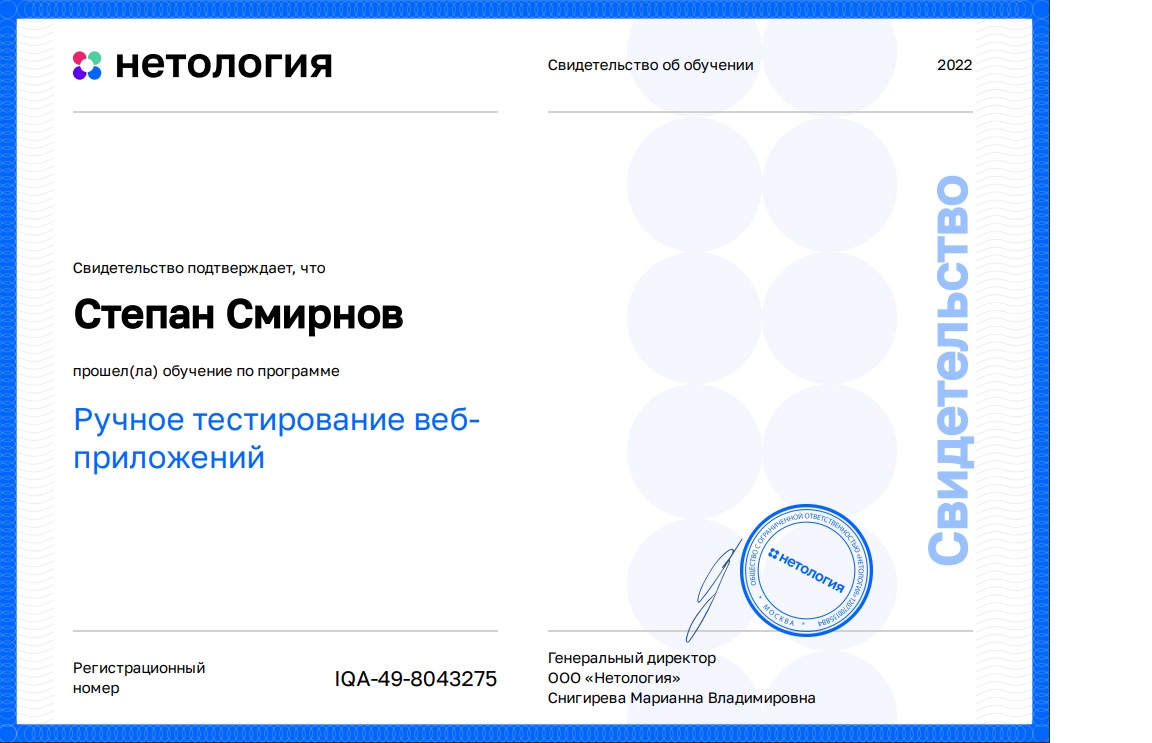 нетология
Свидетельство об обучении
2022
Свидетельство подтверждает, что
Степан Смирнов
прошел(ла) обучение по программе
Ручное тестирование веб-
приложений
Свидетельство
ОБЩЕСТВО С ОГРАНИЧЕННОЙ ОТВЕТСТВЕННОСТЬЮ «НЕТОЛОГИЯ»
* МОСКВА *
нетология
Регистрационный
номер
IQA-49-8043275
Генеральный директор
ООО «Нетология»
Снигирева Марианна Владимировна